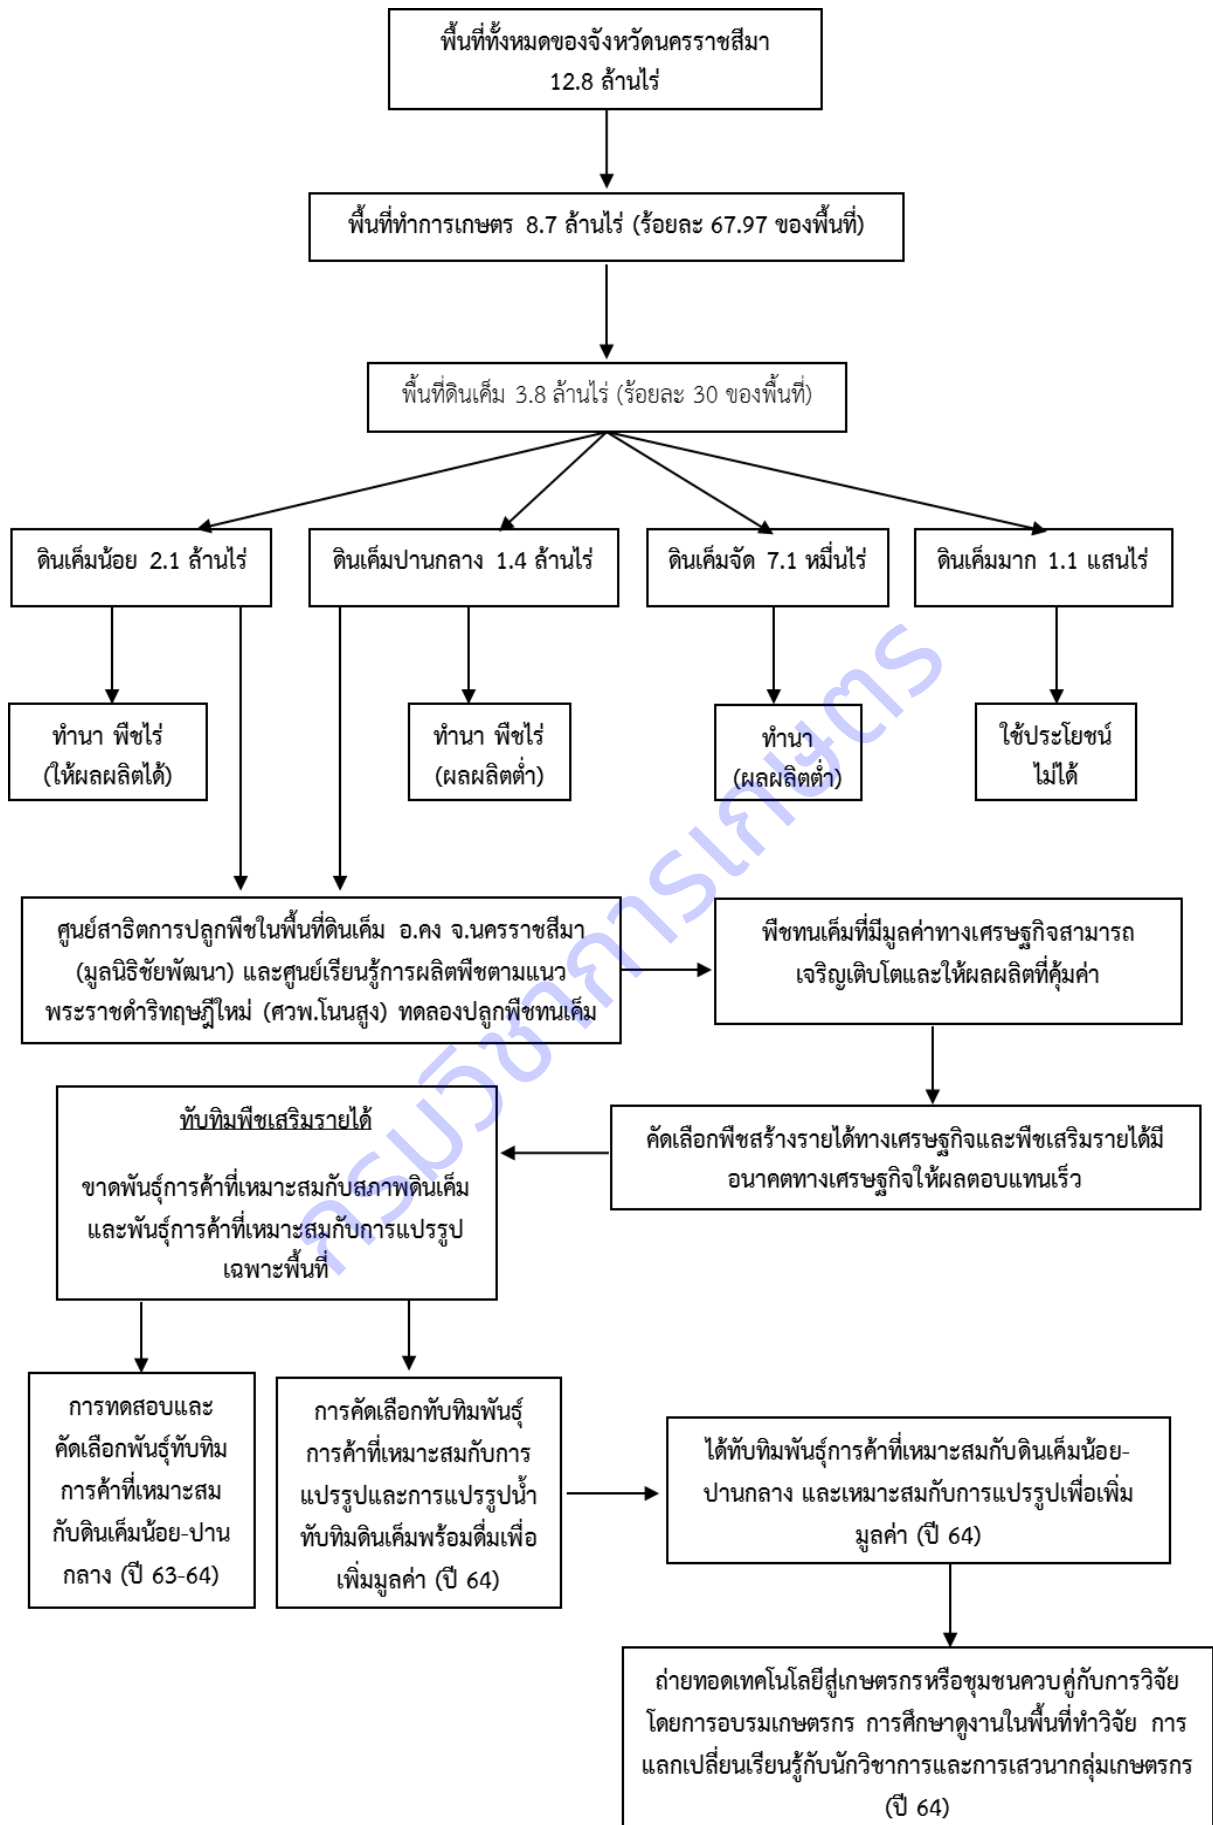 พื้นที่ทั้งหมดของจังหวัดนครราชสีมา
12.8 ล้านไร่
พื้นที่ทำการเกษตร 8.7 ล้านไร่ (ร้อยละ 67.97 ของพื้นที่)
พื้นที่ดินเค็ม 3.8 ล้านไร่ (ร้อยละ 30 ของพื้นที่)
ดินเค็มน้อย 2.1 ล้านไร่
ดินเค็มปานกลาง 1.4 ล้านไร่
ดินเค็มจัด 7.1 หมื่นไร่
ดินเค็มมาก 1.1 แสนไร่
ทำนา พืชไร่
(ให้ผลผลิตได้)
ทำนา พืชไร่
(ผลผลิตต่ำ)
ทำนา
(ผลผลิตต่ำ)
ใช้ประโยชน์
ไม่ได้
ศูนย์สาธิตการปลูกพืชในพื้นที่ดินเค็ม อ.คง จ.นครราชสีมา
(มูลนิธิชัยพัฒนา) และศูนย์เรียนรู้การผลิตพืชตามแนว
พระราชดำริทฤษฎีใหม่ (ศวพ.โนนสูง) ทดลองปลูกพืชทนเค็ม
พืชทนเค็มที่มีมูลค่าทางเศรษฐกิจสามารถ
เจริญเติบโตและให้ผลผลิตที่คุ้มค่า
คัดเลือกพืชสร้างรายได้ทางเศรษฐกิจและพืชเสริมรายได้มี
อนาคตทางเศรษฐกิจให้ผลตอบแทนเร็ว
ทับทิมพืชเสริมรายได้
ขาดพันธุ์การค้าที่เหมาะสมกับสภาพดินเค็ม
และพันธุ์การค้าที่เหมาะสมกับการแปรรูป
เฉพาะพื้นที่
การทดสอบและ
คัดเลือกพันธุ์ทับทิม
การค้าที่เหมาะสม
กับดินเค็มน้อย-ปาน
กลาง (ปี 63-64)
การคัดเลือกทับทิมพันธุ์
การค้าที่เหมาะสมกับการ
แปรรูปและการแปรรูปน้ำ
ทับทิมดินเค็มพร้อมดื่มเพื่อ
เพิ่มมูลค่า (ปี 64)
ได้ทับทิมพันธุ์การค้าที่เหมาะสมกับดินเค็มน้อย-
ปานกลาง และเหมาะสมกับการแปรรูปเพื่อเพิ่ม
มูลค่า (ปี 64)
ถ่ายทอดเทคโนโลยีสู่เกษตรกรหรือชุมชนควบคู่กับการวิจัย
โดยการอบรมเกษตรกร การศึกษาดูงานในพื้นที่ทำวิจัย การ
แลกเปลี่ยนเรียนรู้กับนักวิชาการและการเสวนากลุ่มเกษตรกร
(ปี 64)
กรมวิชาการเกษตร